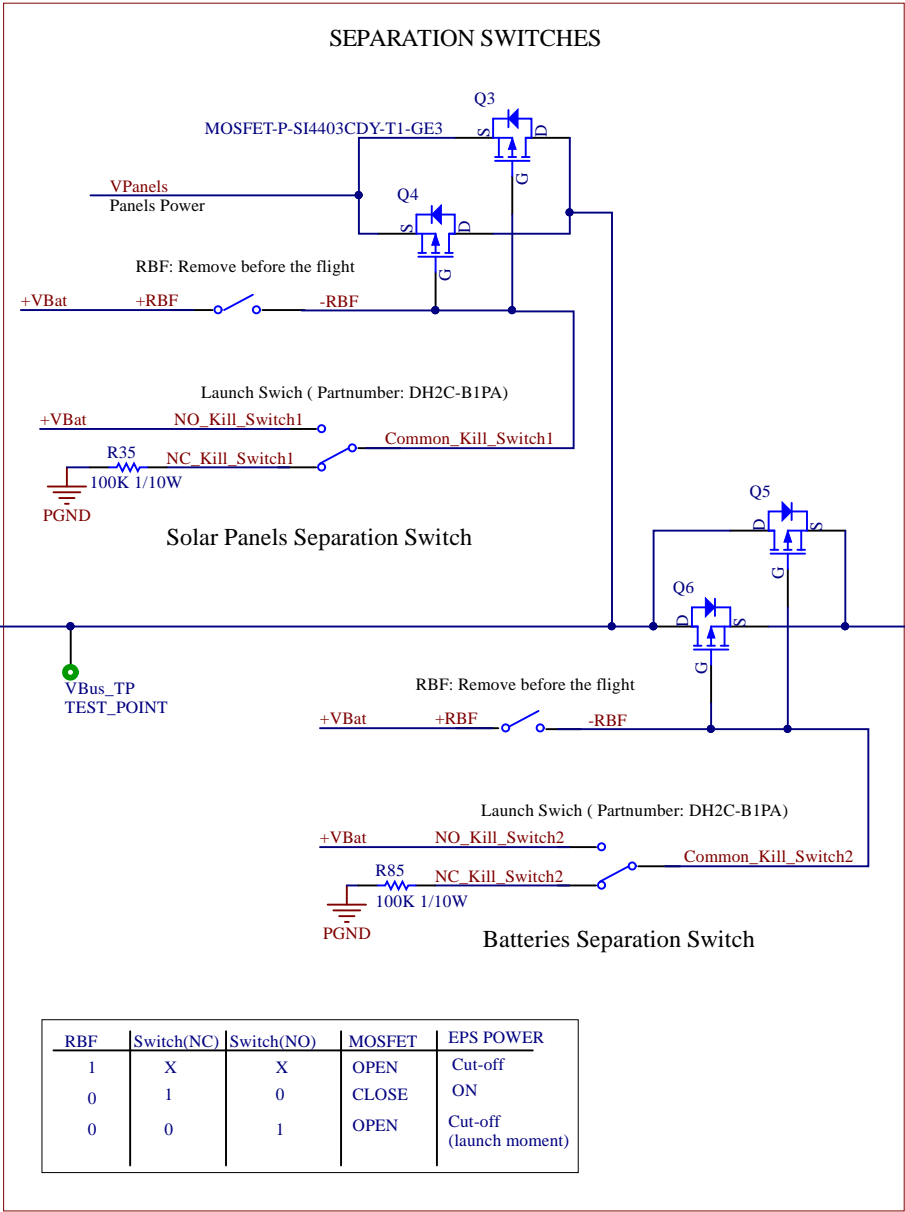 SEPARATION SWITCHES
Q3
MOSFET-P-SI4403CDY-T1-GE3
S
D
G
VPanels
Panels Power
Q4
S
D
G
RBF: Remove before the flight
+VBat
+RBF
-RBF
Launch Swich ( Partnumber: DH2C-B1PA)
+VBat
NO_Kill_Switch1
Common_Kill_Switch1
R35
NC_Kill_Switch1
100K 1/10W
PGND
Solar Panels Separation Switch
Q5
D
S
G
Q6
D
S
G
VBus_TP
TEST_POINT
RBF: Remove before the flight
+VBat
+RBF
-RBF
Launch Swich ( Partnumber: DH2C-B1PA)
+VBat
NO_Kill_Switch2
Common_Kill_Switch2
R85
NC_Kill_Switch2
100K 1/10W
PGND
Batteries Separation Switch
RBF Switch(NC) Switch(NO) MOSFET EPS POWER
1 X X OPEN Cut-off
0 1 0 CLOSE ON
0 0 1 OPEN Cut-off
(launch moment)